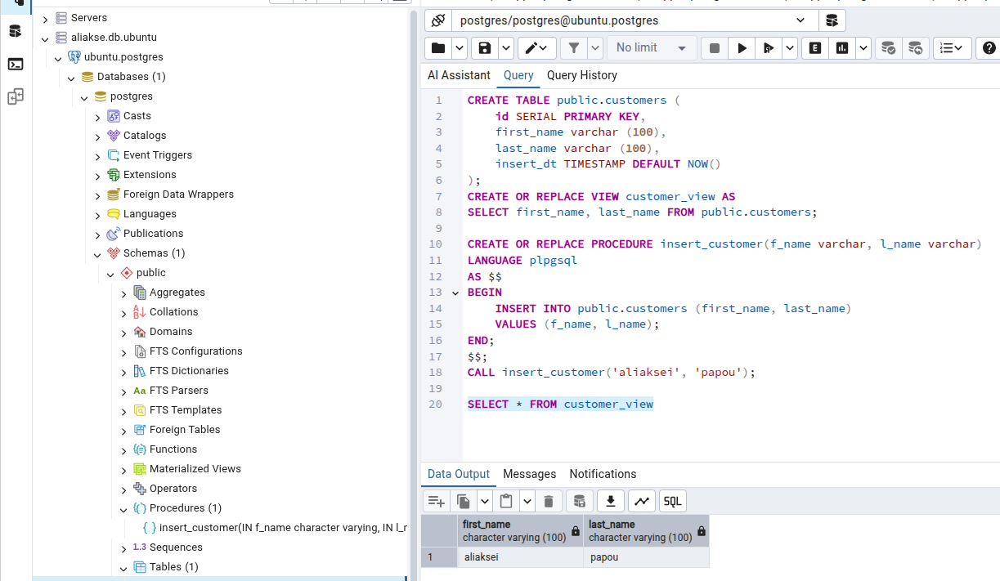 Servers
aliakse.db.ubuntu
ubuntu.postgres
Databases (1)
postgres
Casts
Catalogs
Event Triggers
Extensions
Foreign Data Wrappers
Languages
Publications
Schemas (1)
public
Aggregates
Collations
Domains
FTS Configurations
FTS Dictionaries
Aa FTS Parsers
FTS Templates
Foreign Tables
Functions
Materialized Views
Operators
Procedures (1)
insert_customer(IN f_name character varying, IN l_r
1.3 Sequences
Tables (1)
postgres/postgres@ubuntu.postgres
No limit E
AI Assistant Query Query History
1 CREATE TABLE public.customers (
2 id SERIAL PRIMARY KEY,
3 first_name varchar (100),
4 last_name varchar (100),
5 insert_dt TIMESTAMP DEFAULT NOW()
6 );
7 CREATE OR REPLACE VIEW customer_view AS
8 SELECT first_name, last_name FROM public.customers;
9
10 CREATE OR REPLACE PROCEDURE insert_customer(f_name varchar, l_name varchar)
11 LANGUAGE plpgsql
12 AS $$
13 BEGIN
14 INSERT INTO public.customers (first_name, last_name)
15 VALUES (f_name, l_name);
16 END;
17 $$;
18 CALL insert_customer('aliaksei', 'papou');
19
20 SELECT * FROM customer_view
Data Output Messages Notifications
SQL
first_name last_name
character varying (100) character varying (100)
1 aliaksei papou